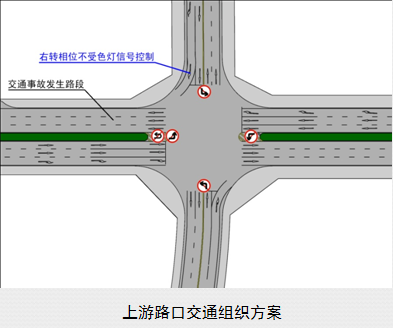 右转相位不受色灯信号控制
交通事故发生路段
上游路口交通组织方案